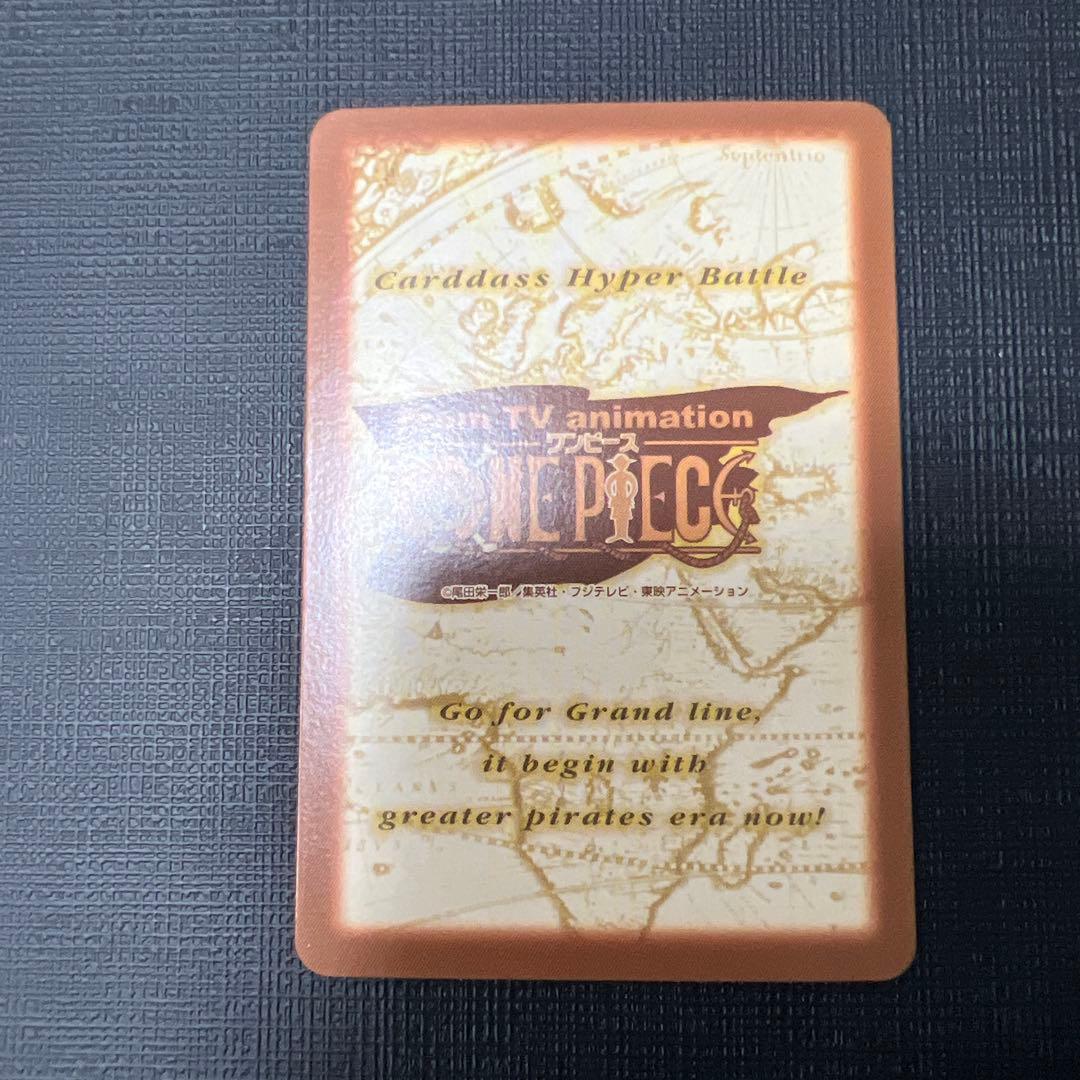 Septentrio
Carddass Hyper Battle
From TV animation
ワンピース
ONE PIECE
©尾田栄一郎/集英社・フジテレビ・東映アニメーション
Go for Grand line,
it begin with
greater pirates era now!